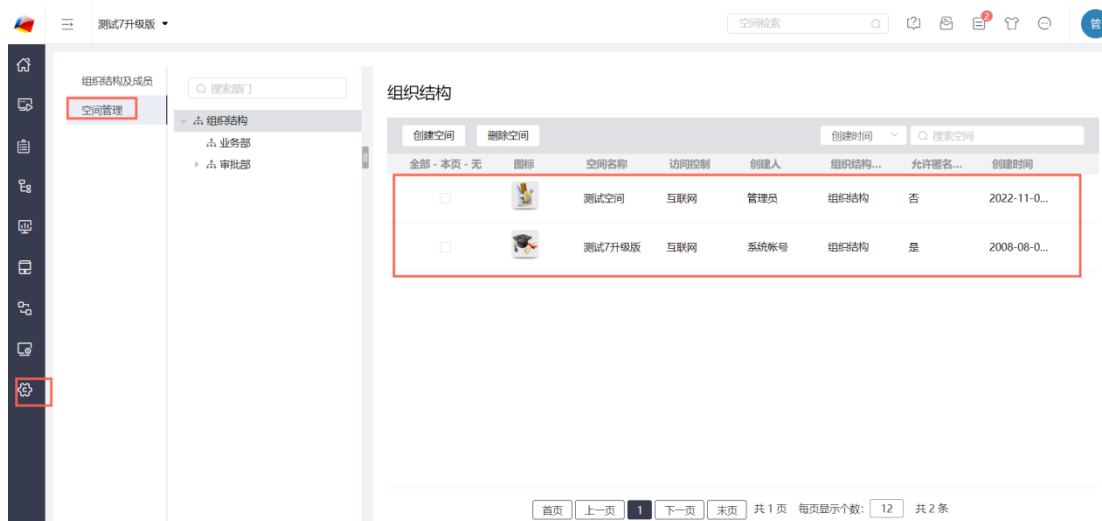 测试7升级版
空间检索
2
管
组织结构及成员
空间管理
搜索部门
组织结构
业务部
审批部
组织结构
创建空间 删除空间 创建时间 搜索空间
全部 - 本页 - 无 图标 空间名称 访问控制 创建人 组织结构... 允许匿名... 创建时间
测试空间 互联网 管理员 组织结构 否 2022-11-0...
测试7升级版 互联网 系统帐号 组织结构 是 2008-08-0...
首页 上一页 1 下一页 末页 共 1 页 每页显示个数: 12 共 2 条